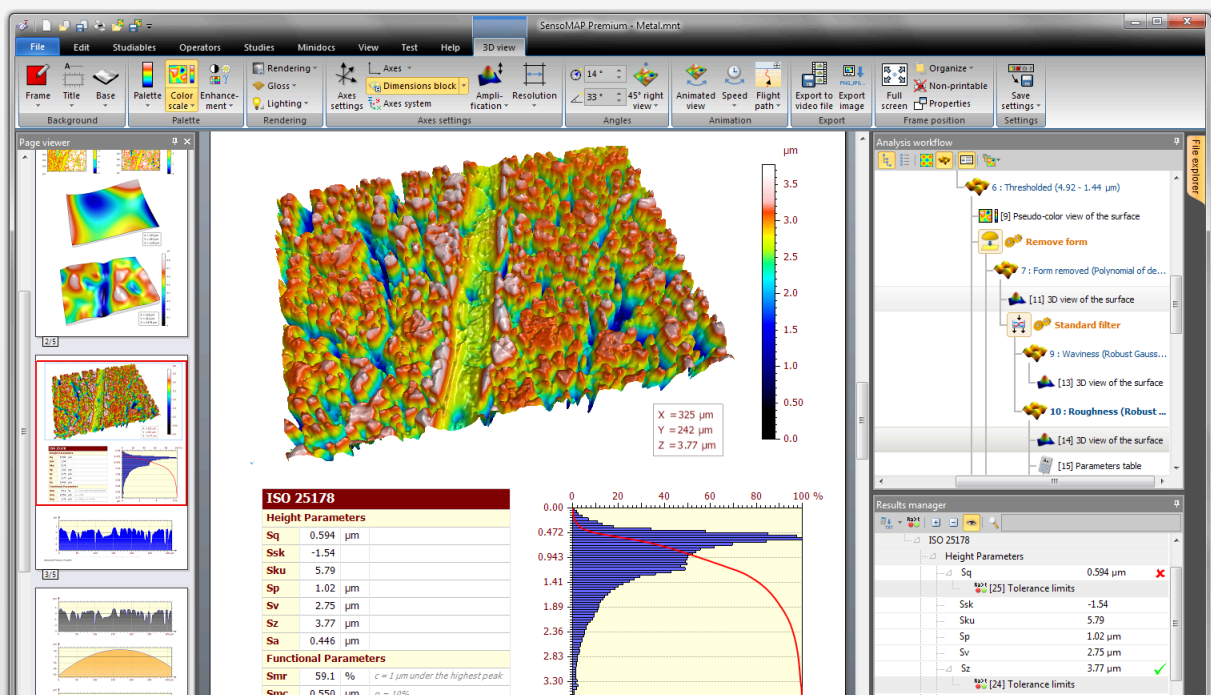 SensoMAP Premium - Metal.mnt
File Edit Studiables Operators Studies Minidocs View Test Help 3D view
Frame Title Base
Background
Palette Color scale Enhance- ment
Palette
Rendering
Gloss
Lighting
Rendering
Axes settings
Axes
Dimensions block
Axes system
Ampli- fication Resolution
Axes settings
14 °
33 °
45° right view
Angles
Animated view Speed Flight path
Animation
Export to video file
PNG,JPG...
Export image
Export
Full screen
Organize
Non-printable
Properties
Frame position
Save settings
Settings
Page viewer
2/5
3/5
µm
3.5
3.0
2.5
2.0
1.5
1.0
0.50
0.0
X = 325 µm
Y = 242 µm
Z = 3.77 µm
ISO 25178
Height Parameters
Sq 0.594 µm
Ssk -1.54
Sku 5.79
Sp 1.02 µm
Sv 2.75 µm
Sz 3.77 µm
Sa 0.446 µm
Functional Parameters
Smr 59.1 % c = 1 µm under the highest peak
Smc 0.550 µm p = 10%
0 20 40 60 80 100 %
0.00
0.472
0.943
1.41
1.89
2.36
2.83
3.30
Analysis workflow
6 : Thresholded (4.92 - 1.44 µm)
[9] Pseudo-color view of the surface
Remove form
7 : Form removed (Polynomial of de...
[11] 3D view of the surface
Standard filter
9 : Waviness (Robust Gauss...
[13] 3D view of the surface
10 : Roughness (Robust ...
[14] 3D view of the surface
[15] Parameters table
File explorer
Results manager
ISO 25178
Height Parameters
Sq 0.594 µm
[25] Tolerance limits
Ssk -1.54
Sku 5.79
Sp 1.02 µm
Sv 2.75 µm
Sz 3.77 µm
[24] Tolerance limits